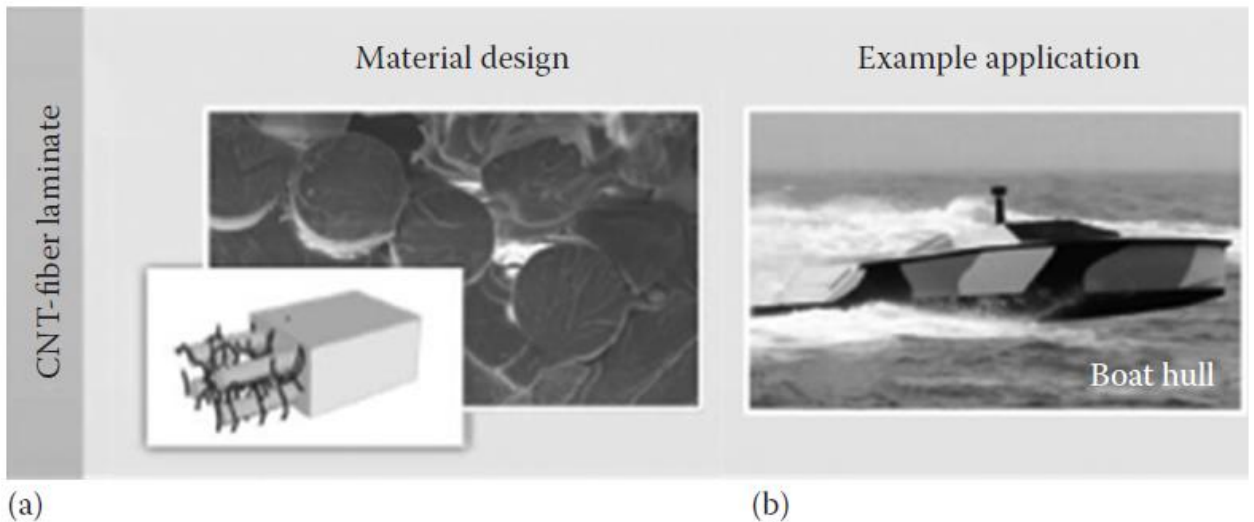 Material design
Example application
CNT-fiber laminate
Boat hull
(a)
(b)